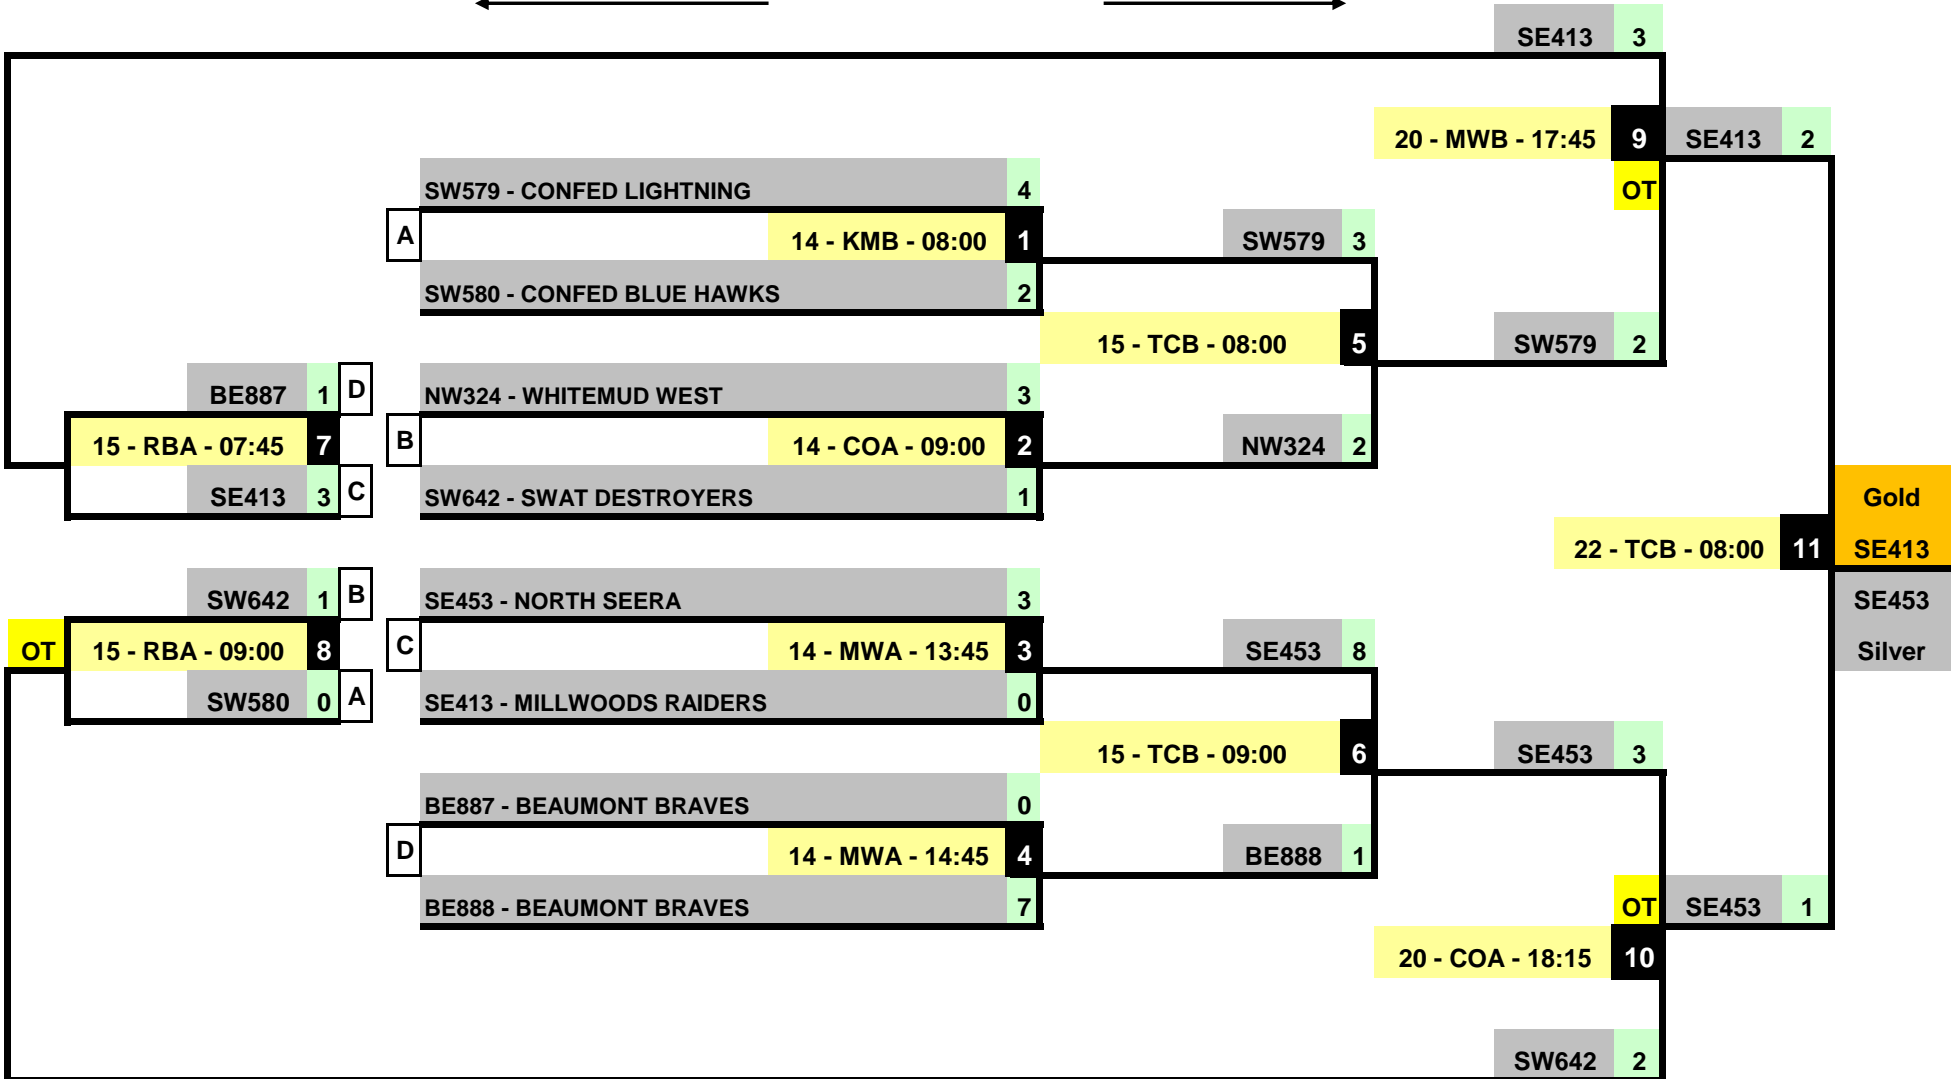 SE413 3
20 - MWB - 17:45 9 SE413 2
SW579 - CONFED LIGHTNING 4 OT
A 14 - KMB - 08:00 1 SW579 3
SW580 - CONFED BLUE HAWKS 2
15 - TCB - 08:00 5 SW579 2
BE887 1 D NW324 - WHITEMUD WEST 3
15 - RBA - 07:45 7 B 14 - COA - 09:00 2 NW324 2
SE413 3 C SW642 - SWAT DESTROYERS 1 Gold
22 - TCB - 08:00 11 SE413
SW642 1 B SE453 - NORTH SEERA 3 SE453
OT 15 - RBA - 09:00 8 C 14 - MWA - 13:45 3 SE453 8 Silver
SW580 0 A SE413 - MILLWOODS RAIDERS 0
15 - TCB - 09:00 6 SE453 3
BE887 - BEAUMONT BRAVES 0
D 14 - MWA - 14:45 4 BE888 1
BE888 - BEAUMONT BRAVES 7 OT SE453 1
20 - COA - 18:15 10
SW642 2